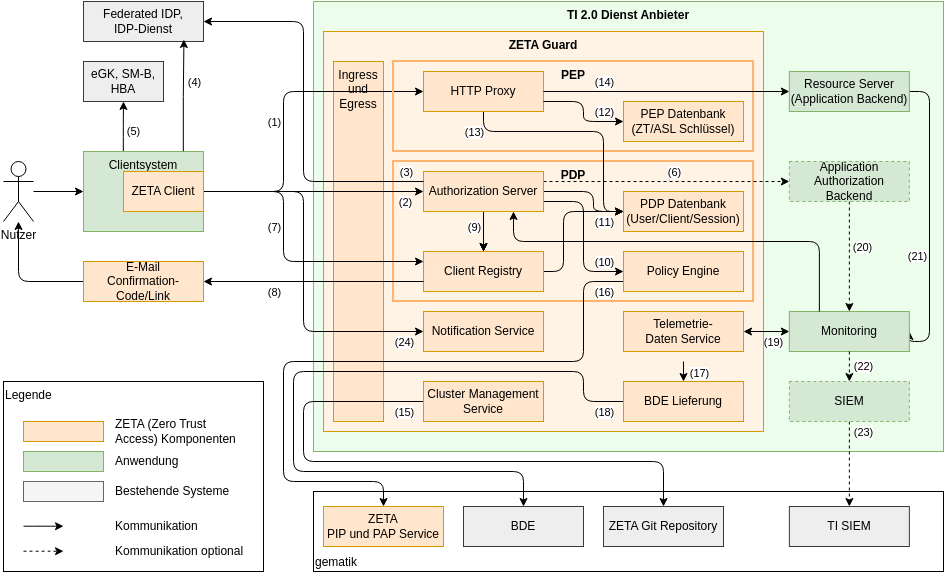 Federated IDP,
IDP-Dienst
TI 2.0 Dienst Anbieter
ZETA Guard
eGK, SM-B,
HBA
(4)
(5)
(1)
Ingress
und
Egress
PEP
HTTP Proxy
(14)
(12)
(13)
PEP Datenbank
(ZT/ASL Schlüssel)
Resource Server
(Application Backend)
Clientsystem
ZETA Client
Nutzer
(3)
(2)
PDP
(6)
Authorization Server
(11)
PDP Datenbank
(User/Client/Session)
Application
Authorization
Backend
(7)
(9)
(20)
(21)
E-Mail
Confirmation-
Code/Link
(8)
Client Registry
(10)
(16)
Policy Engine
Notification Service
(24)
Telemetrie-
Daten Service
(19)
Monitoring
(17)
(22)
Cluster Management
Service
(15)
(18)
BDE Lieferung
SIEM
(23)
Legende
ZETA (Zero Trust
Access) Komponenten
Anwendung
Bestehende Systeme
Kommunikation
Kommunikation optional
ZETA
PIP und PAP Service
BDE
ZETA Git Repository
TI SIEM
gematik